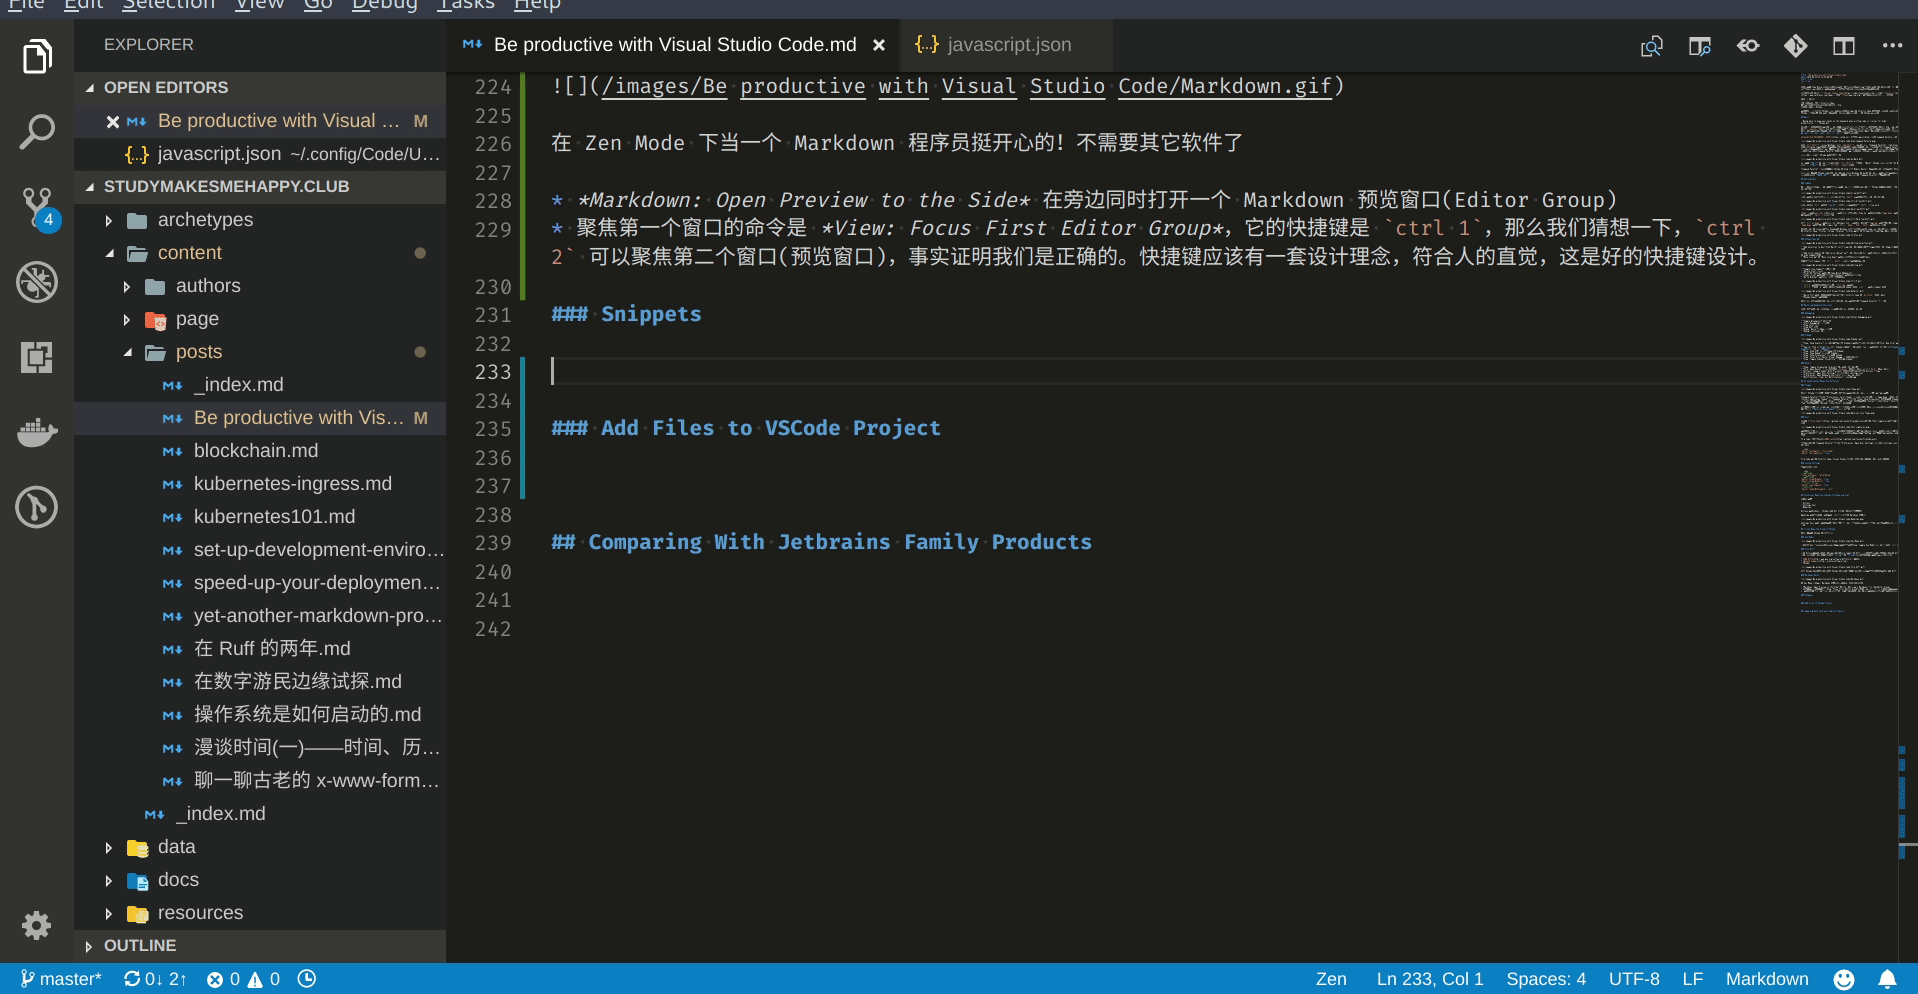 File Edit Selection View Go Debug Tasks Help
EXPLORER
OPEN EDITORS
Be productive with Visual ... M
{..} javascript.json ~/.config/Code/U...
STUDYMAKESMEHAPPY.CLUB
4
archetypes
content
authors
page
posts
_index.md
Be productive with Vis... M
blockchain.md
kubernetes-ingress.md
kubernetes101.md
set-up-development-enviro...
speed-up-your-deploymen...
yet-another-markdown-pro...
在 Ruff 的两年.md
在数字游民边缘试探.md
操作系统是如何启动的.md
漫谈时间(一)——时间、历...
聊一聊古老的 x-www-form...
_index.md
data
docs
resources
OUTLINE
Be productive with Visual Studio Code.md
{..} javascript.json
224 ![](/images/Be productive with Visual Studio Code/Markdown.gif)
225
226 在 Zen Mode 下当一个 Markdown 程序员挺开心的！不需要其它软件了
227
228 * *Markdown: Open Preview to the Side* 在旁边同时打开一个 Markdown 预览窗口(Editor Group)
229 * 聚焦第一个窗口的命令是 *View: Focus First Editor Group*，它的快捷键是 `ctrl 1`，那么我们猜想一下，`ctrl
2` 可以聚焦第二个窗口(预览窗口)，事实证明我们是正确的。快捷键应该有一套设计理念，符合人的直觉，这是好的快捷键设计。
230
231 ### Snippets
232
233
234
235 ### Add Files to VSCode Project
236
237
238
239 ## Comparing With Jetbrains Family Products
240
241
242
master* 0↓ 2↑ 0 0 Zen Ln 233, Col 1 Spaces: 4 UTF-8 LF Markdown